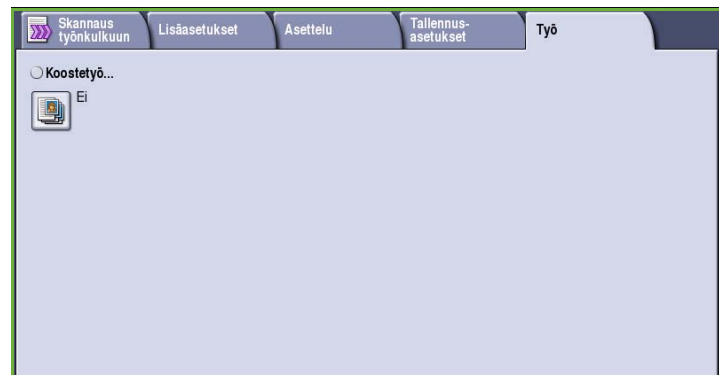 Skannaus
työnkulkuun
Lisäasetukset
Asettelu
Tallennus-
asetukset
Työ
Koostetyö...
Ei